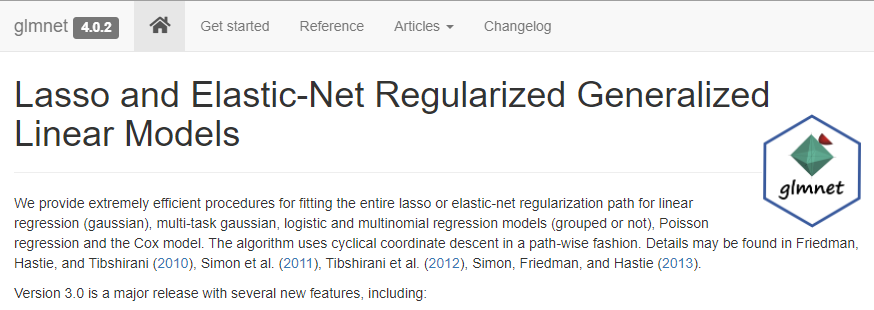 glmnet 4.0.2 Get started Reference Articles Changelog
Lasso and Elastic-Net Regularized Generalized
Linear Models
glmnet
We provide extremely efficient procedures for fitting the entire lasso or elastic-net regularization path for linear
regression (gaussian), multi-task gaussian, logistic and multinomial regression models (grouped or not), Poisson
regression and the Cox model. The algorithm uses cyclical coordinate descent in a path-wise fashion. Details may be found in Friedman,
Hastie, and Tibshirani (2010), Simon et al. (2011), Tibshirani et al. (2012), Simon, Friedman, and Hastie (2013).
Version 3.0 is a major release with several new features, including: